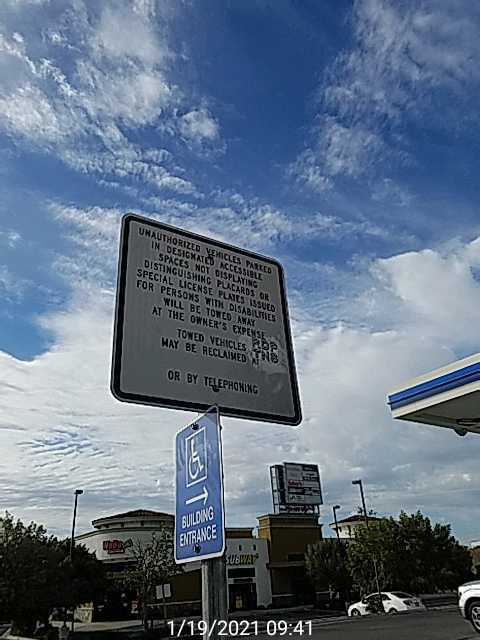 UNAUTHORIZED VEHICLES PARKED
IN DESIGNATED ACCESSIBLE
SPACES NOT DISPLAYING
DISTINGUISHING PLACARDS OR
SPECIAL LICENSE PLATES ISSUED
FOR PERSONS WITH DISABILITIES
WILL BE TOWED AWAY
AT THE OWNER'S EXPENSE
TOWED VEHICLES
MAY BE RECLAIMED AT
OR BY TELEPHONING
BUILDING
ENTRANCE
SUBWAY
1/19/2021 09:41